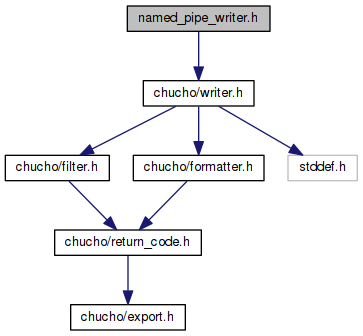 named_pipe_writer.h
chucho/writer.h
chucho/filter.h
chucho/formatter.h
stddef.h
chucho/return_code.h
chucho/export.h